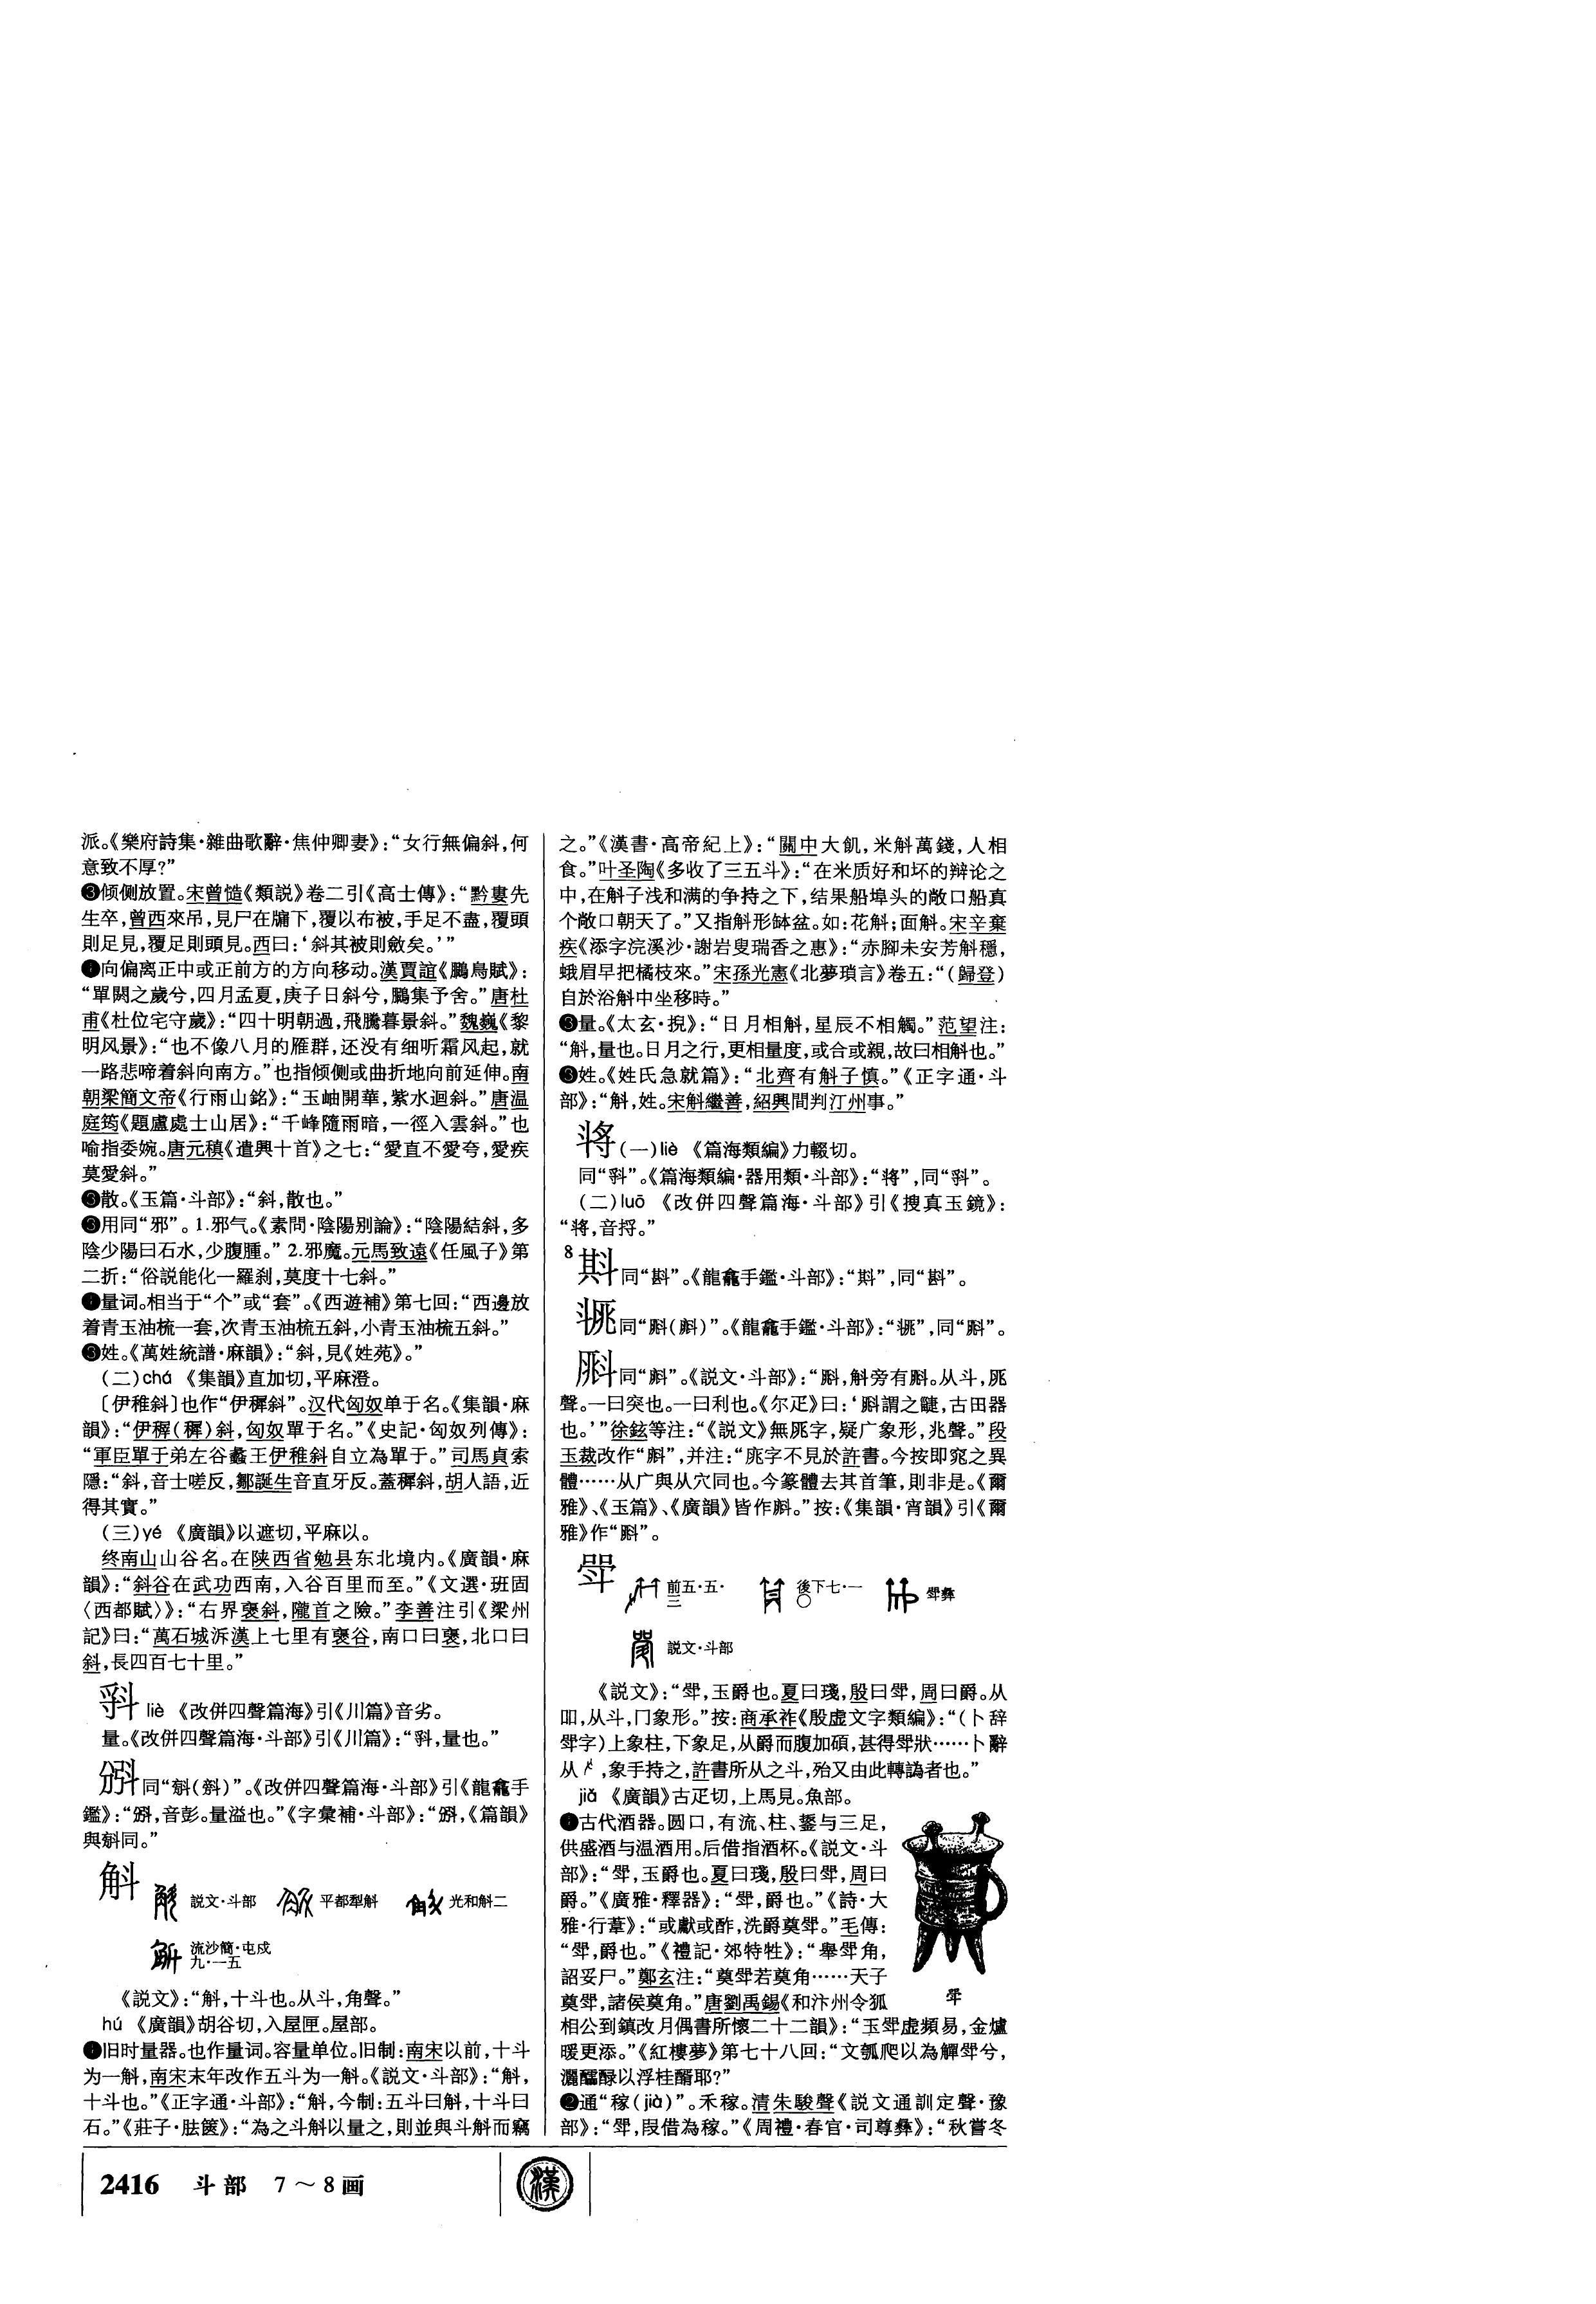 派。《樂府詩集·雜曲歌辭·焦仲卿妻》：“女行無偏斜，何
意致不厚？”
❸倾侧放置。宋曾慥《類説》卷二引《高士傳》：“黔婁先
生卒，曾西來吊，見尸在牖下，覆以布被，手足不盡，覆頭
則足見，覆足則頭見。西曰：‘斜其被則斂矣。’”
向偏离正中或正前方的方向移动。漢賈誼《鵩鳥賦》：
“單閼之歲兮，四月孟夏，庚子日斜兮，鵩集予舍。”唐杜
甫《杜位宅守歲》：“四十明朝過，飛騰暮景斜。”魏巍《黎
明风景》：“也不像八月的雁群，还没有细听霜风起，就
一路悲啼着斜向南方。”也指倾侧或曲折地向前延伸。南
朝梁簡文帝《行雨山銘》：“玉岫開華，紫水迴斜。”唐温
庭筠《題盧處士山居》：“千峰隨雨暗，一徑入雲斜。”也
喻指委婉。唐元稹《遣興十首》之七：“愛直不愛夸，愛疾
莫愛斜。”
❸散。《玉篇·斗部》：“斜，散也。”
❸用同“邪”。1.邪气。《素問·陰陽别論》：“陰陽結斜，多
陰少陽曰石水，少腹腫。”2.邪魔。元馬致遠《任風子》第
二折：“俗説能化一羅刹，莫度十七斜。”
量词。相当于“个”或“套”。《西遊補》第七回：“西邊放
着青玉油梳一套，次青玉油梳五斜，小青玉油梳五斜。”
❸姓。《萬姓統譜·麻韻》：“斜，見《姓苑》。”
（二）chá 《集韻》直加切，平麻澄。
〔伊稚斜〕也作“伊穉斜”。汉代匈奴单于名。《集韻·麻
韻》：“伊稺（穉）斜，匈奴單于名。”《史記·匈奴列傳》：
“軍臣單于弟左谷蠡王伊稚斜自立為單于。”司馬貞索
隱：“斜，音士嗟反，鄒誕生音直牙反。蓋穉斜，胡人語，近
得其實。”
（三）yé 《廣韻》以遮切，平麻以。
终南山山谷名。在陕西省勉县东北境内。《廣韻·麻
韻》：“斜谷在武功西南，入谷百里而至。”《文選·班固
〈西都賦〉》：“右界褒斜，隴首之險。”李善注引《梁州
記》曰：“萬石城泝漢上七里有褒谷，南口曰褒，北口曰
斜，長四百七十里。”
liè 《改併四聲篇海》引《川篇》音劣。
量。《改併四聲篇海·斗部》引《川篇》：“，量也。”
同“（斛）”。《改併四聲篇海·斗部》引《龍龕手
鑑》：“，音彭。量溢也。”《字彙補·斗部》：“，《篇韻》
與同。”
斛 説文·斗部 平都犁斛 光和斛二
流沙簡·屯戍
九·一五
《説文》：“斛，十斗也。从斗，角聲。”
hú 《廣韻》胡谷切，入屋匣。屋部。
旧时量器。也作量词。容量单位。旧制：南宋以前，十斗
为一斛，南宋末年改作五斗为一斛。《説文·斗部》：“斛，
十斗也。”《正字通·斗部》：“斛，今制：五斗曰斛，十斗曰
石。”《莊子·胠篋》：“為之斗斛以量之，則並與斗斛而竊
之。”《漢書·高帝紀上》：“關中大飢，米斛萬錢，人相
食。”叶圣陶《多收了三五斗》：“在米质好和坏的辩论之
中，在斛子浅和满的争持之下，结果船埠头的敞口船真
个敞口朝天了。”又指斛形缽盆。如：花斛；面斛。宋辛棄
疾《添字浣溪沙·謝岩叟瑞香之惠》：“赤腳未安芳斛穩，
蛾眉早把橘枝來。”宋孫光憲《北夢瑣言》卷五：“（歸登）
自於浴斛中坐移時。”
❸量。《太玄·掜》：“日月相斛，星辰不相觸。”范望注：
“斛，量也。日月之行，更相量度，或合或親，故曰相斛也。”
❸姓。《姓氏急就篇》：“北齊有斛子慎。”《正字通·斗
部》：“斛，姓。宋斛繼善，紹興間判汀州事。”
（一）liè 《篇海類編》力輟切。
同“”。《篇海類編·器用類·斗部》：“，同“”。
（二）luō 《改併四聲篇海·斗部》引《搜真玉鏡》：
“，音捋。”
8
斟 同“斟”。《龍龕手鑑·斗部》：“，同“斟”。
同“（斛）”。《龍龕手鑑·斗部》：“，同“”。
同“斛”。《説文·斗部》：“，斛旁有。从斗，庣
聲。一曰突也。一曰利也。《尔疋》曰：‘謂之疀，古田器
也。’”徐鉉等注：“《説文》無庣字，疑广象形，兆聲。”段
玉裁改作“”，并注：“庣字不見於許書。今按即窕之異
體……从广與从穴同也。今篆體去其首筆，則非是。《爾
雅》、《玉篇》、《廣韻》皆作。”按：《集韻·宵韻》引《爾
雅》作“”。
斝 前五·五·
三 後下七·一
〇 斝彝
説文·斗部
《説文》：“斝，玉爵也。夏曰琖，殷曰斝，周曰爵。从
吅，从斗，冂象形。”按：商承祚《殷虚文字類編》：“（卜辞
斝字）上象柱，下象足，从爵而腹加碩，甚得斝狀……卜辭
从，象手持之，許書所从之斗，殆又由此轉譌者也。”
jiǎ 《廣韻》古疋切，上馬見。魚部。
古代酒器。圆口，有流、柱、鋬与三足，
供盛酒与温酒用。后借指酒杯。《説文·斗
部》：“斝，玉爵也。夏曰琖，殷曰斝，周曰
爵。”《廣雅·釋器》：“斝，爵也。”《詩·大
雅·行葦》：“或獻或酢，洗爵奠斝。”毛傳：
“斝，爵也。”《禮記·郊特牲》：“舉斝角，
詔妥尸。”鄭玄注：“奠斝若奠角……天子
奠斝，諸侯奠角。”唐劉禹錫《和汴州令狐
斝
相公到鎮改月偶書所懷二十二韻》：“玉斝虚頻易，金爐
暖更添。”《紅樓夢》第七十八回：“文瓟爬以為觶斝兮，
灑醽醁以浮桂醑耶？”
❷通“稼（jià）”。禾稼。清朱駿聲《説文通訓定聲·豫
部》：“斝，叚借為稼。”《周禮·春官·司尊彝》：“秋嘗冬
2416 斗部 7～8画
漢